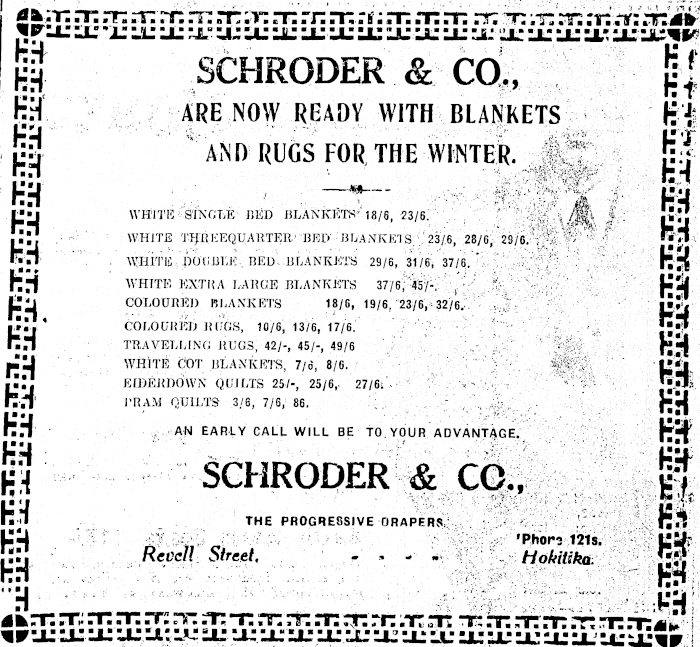 SCHRODER & CO.,
ARE NOW READY WITH BLANKETS
AND RUGS FOR THE WINTER.
WHITE SINGLE BED BLANKETS 18/6, 23/6.
WHITE THREEQUARTER BED BLANKETS 23/6, 28/6, 29/6.
WHITE DOUBLE BED BLANKETS 29/6, 31/6, 37/6.
WHITE EXTRA LARGE BLANKETS 37/6, 45/-.
COLOURED BLANKETS 18/6, 19/6, 23/6, 32/6.
COLOURED RUGS, 10/6, 13/6, 17/6.
TRAVELLING RUGS, 42/-, 45/-, 49/6
WHITE COT BLANKETS, 7/6, 8/6.
EIDERDOWN QUILTS 25/-, 25/6, 27/6.
PRAM QUILTS 3/6, 7/6, 86.
AN EARLY CALL WILL BE TO YOUR ADVANTAGE.
SCHRODER & CO.,
THE PROGRESSIVE DRAPERS,
'Phone 121s.
Revell Street, - - - - Hokitika.